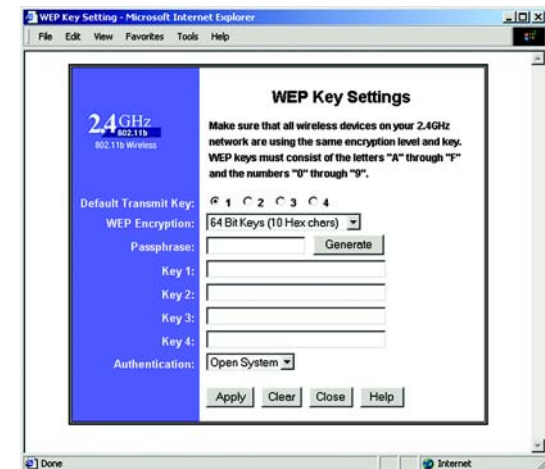 WEP Key Setting - Microsoft Internet Explorer
File Edit View Favorites Tools Help
2.4GHz
802.11b
802.11b Wireless
WEP Key Settings
Make sure that all wireless devices on your 2.4GHz
network are using the same encryption level and key.
WEP keys must consist of the letters "A" through "F"
and the numbers "0" through "9".
Default Transmit Key: 1 2 3 4
WEP Encryption: 64 Bit Keys (10 Hex chars)
Passphrase: Generate
Key 1:
Key 2:
Key 3:
Key 4:
Authentication: Open System
Apply Clear Close Help
Done Internet